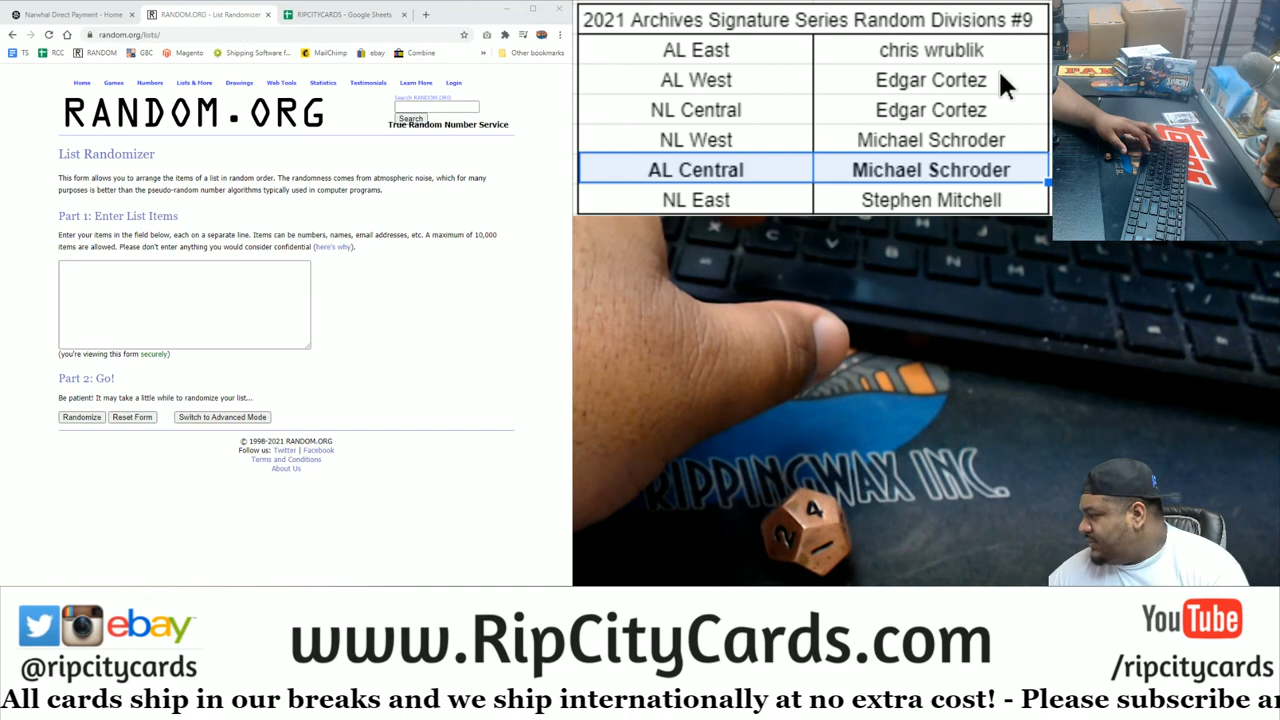 Narwhal Direct Payment - Home
RANDOM.ORG - List Randomizer
RIPCITYCARDS - Google Sheets
random.org/lists/
TS
RCC
RANDOM
GBC
Magento
Shipping Software f...
MailChimp
ebay
Combine
Other bookmarks
Home Games Numbers Lists & More Drawings Web Tools Statistics Testimonials Learn More Login
RANDOM.ORG
Search RANDOM.ORG
Search
True Random Number Service
List Randomizer
This form allows you to arrange the items of a list in random order. The randomness comes from atmospheric noise, which for many
purposes is better than the pseudo-random number algorithms typically used in computer programs.
Part 1: Enter List Items
Enter your items in the field below, each on a separate line. Items can be numbers, names, email addresses, etc. A maximum of 10,000
items are allowed. Please don't enter anything you would consider confidential (here's why).
(you're viewing this form securely)
Part 2: Go!
Be patient! It may take a little while to randomize your list...
Randomize Reset Form Switch to Advanced Mode
© 1998-2021 RANDOM.ORG
Follow us: Twitter | Facebook
Terms and Conditions
About Us
2021 Archives Signature Series Random Divisions #9
AL East chris wrublik
AL West Edgar Cortez
NL Central Edgar Cortez
NL West Michael Schroder
AL Central Michael Schroder
NL East Stephen Mitchell
RIPPINGWAX INC.
4
2
1
ebay
@ripcitycards
www.RipCityCards.com
YouTube
/ripcitycards
All cards ship in our breaks and we ship internationally at no extra cost! - Please subscribe a